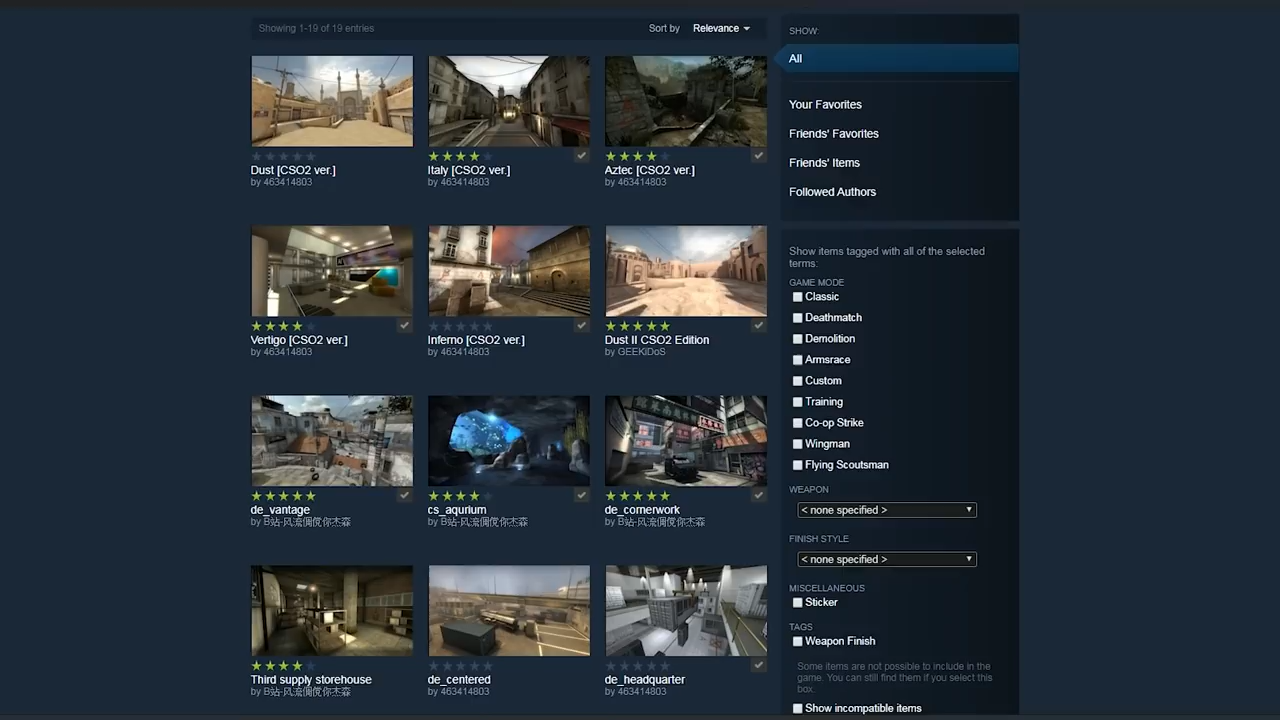 Showing 1-19 of 19 entries
Sort by Relevance
Dust [CSO2 ver.]
by 463414803
Italy [CSO2 ver.]
by 463414803
Aztec [CSO2 ver.]
by 463414803
Vertigo [CSO2 ver.]
by 463414803
Inferno [CSO2 ver.]
by 463414803
Dust II CSO2 Edition
by GEEKiDoS
de_vantage
by B站-风流倜傥你杰森
cs_aqurium
by B站-风流倜傥你杰森
de_cornerwork
by B站-风流倜傥你杰森
Third supply storehouse
by B站-风流倜傥你杰森
de_centered
by 463414803
de_headquarter
by 463414803
SHOW:
All
Your Favorites
Friends' Favorites
Friends' Items
Followed Authors
Show items tagged with all of the selected
terms:
GAME MODE
Classic
Deathmatch
Demolition
Armsrace
Custom
Training
Co-op Strike
Wingman
Flying Scoutsman
WEAPON
< none specified >
FINISH STYLE
< none specified >
MISCELLANEOUS
Sticker
TAGS
Weapon Finish
Some items are not possible to include in the
game. You can still find them if you select this
box.
Show incompatible items